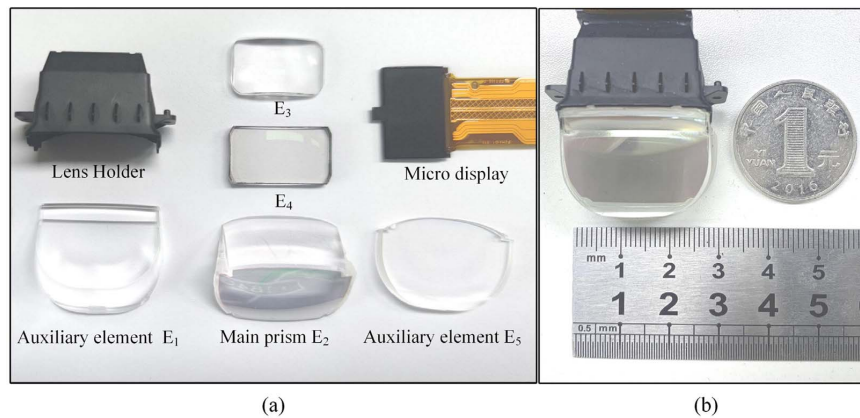 E₃
Lens Holder
E₄
Micro display
Auxiliary element E₁
Main prism E₂
Auxiliary element E₅
(a)
(b)
中国人民银行
YI
YUAN
1
元
2016
mm
1 2 3 4 5
1 2 3 4 5
0.5 mm